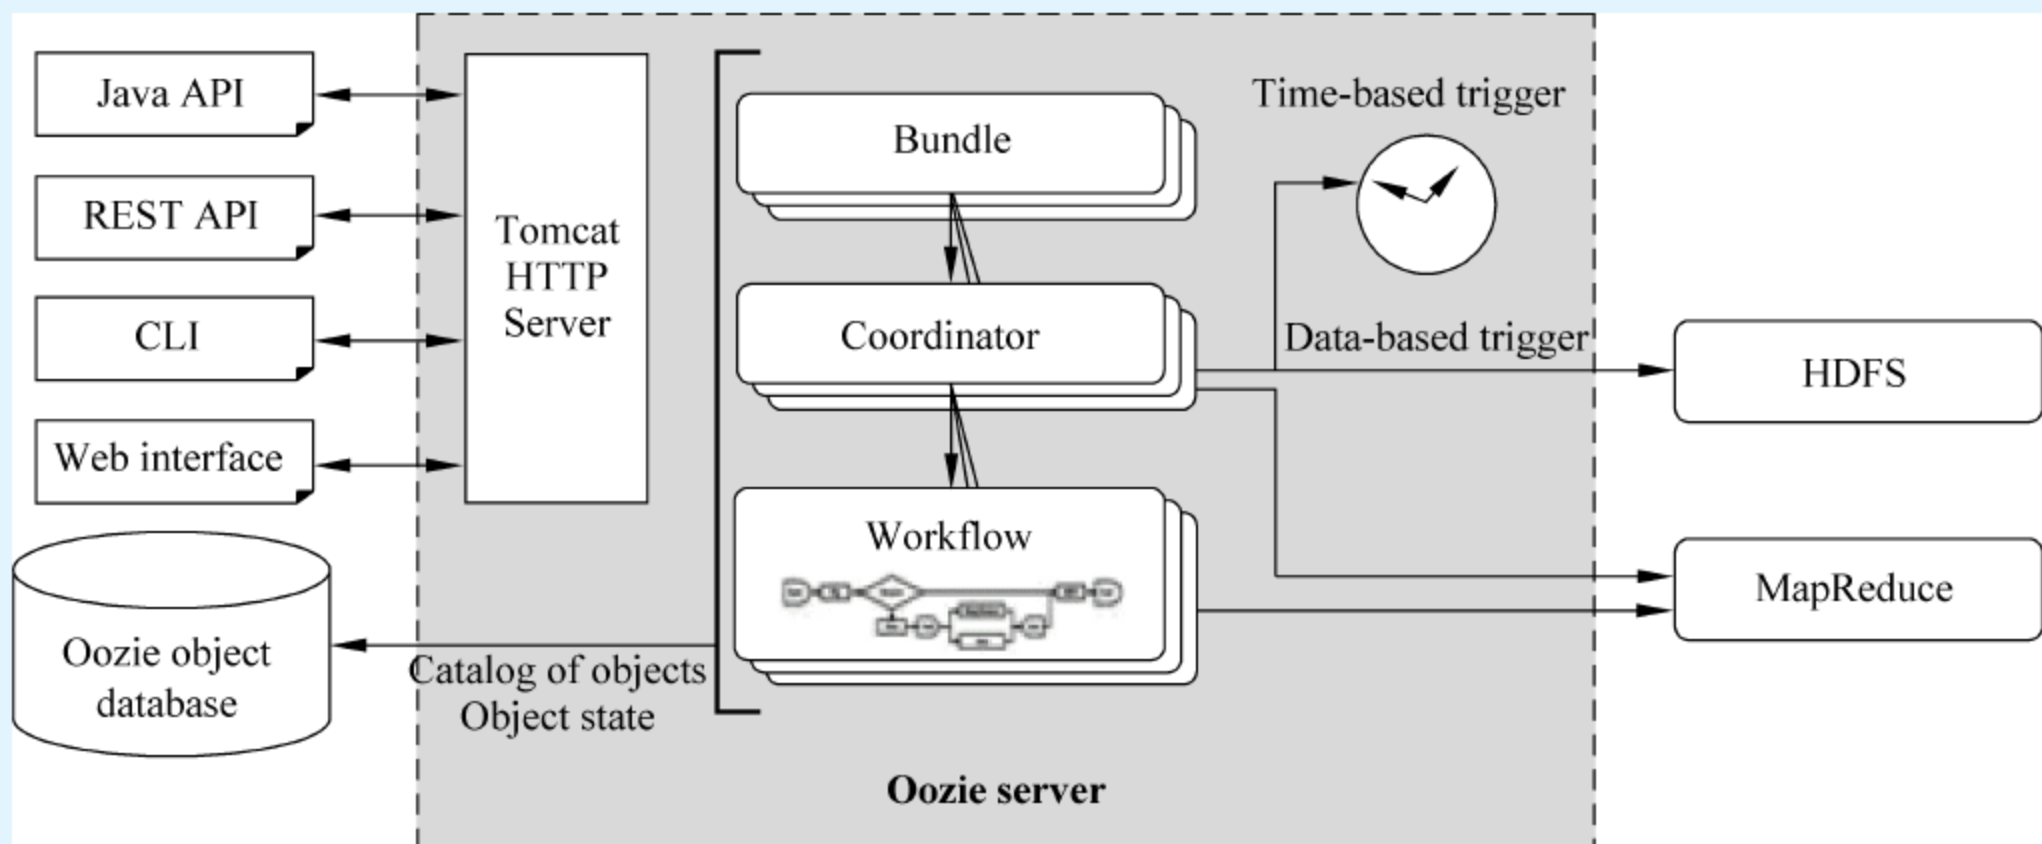 Java API
REST API
CLI
Web interface
Oozie object
database
Tomcat
HTTP
Server
Catalog of objects
Object state
Bundle
Coordinator
Workflow
Time-based trigger
Data-based trigger
Oozie server
HDFS
MapReduce